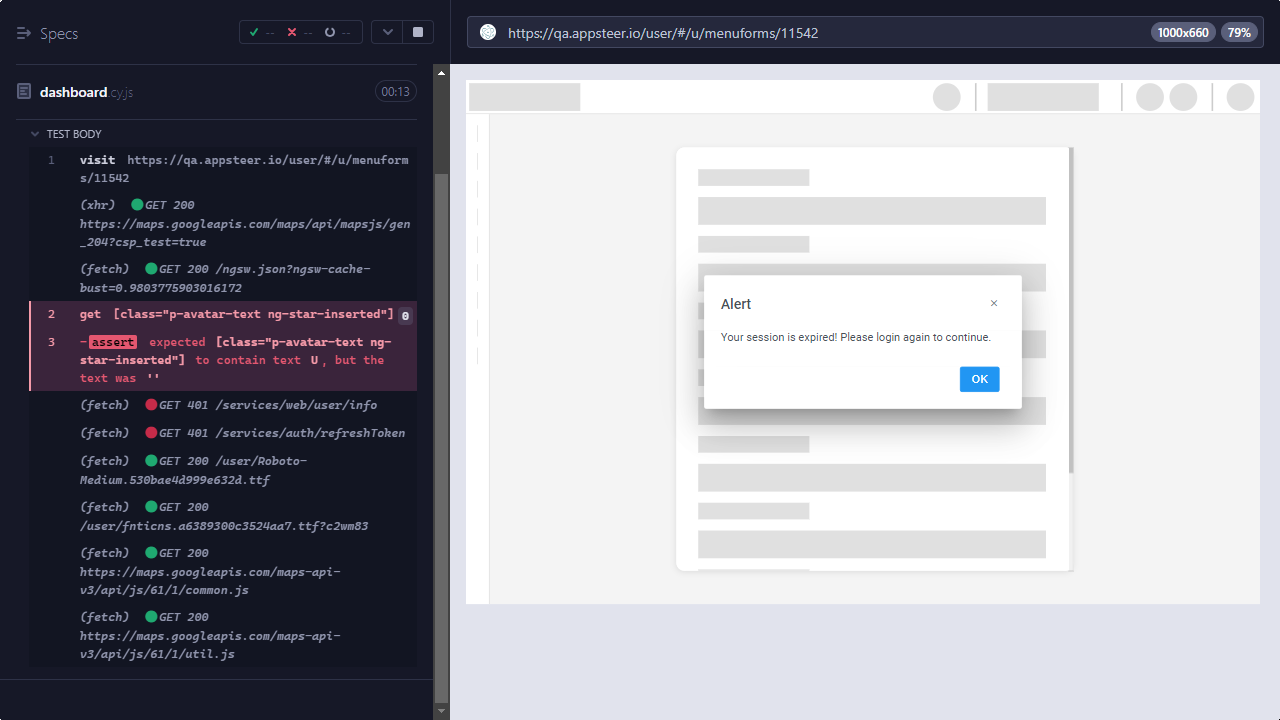 Specs
-- -- --
dashboard.cy.js
00:13
TEST BODY
1 visit https://qa.appsteer.io/user/#/u/menuform
s/11542
(xhr) GET 200
https://maps.googleapis.com/maps/api/mapsjs/gen
_204?csp_test=true
(fetch) GET 200 /ngsw.json?ngsw-cache-
bust=0.9803775903016172
2 get [class="p-avatar-text ng-star-inserted"] 0
3 -assert expected [class="p-avatar-text ng-
star-inserted"] to contain text U, but the
text was ''
(fetch) GET 401 /services/web/user/info
(fetch) GET 401 /services/auth/refreshToken
(fetch) GET 200 /user/Roboto-
Medium.530bae4d999e632d.ttf
(fetch) GET 200
/user/fnticns.a6389300c3524aa7.ttf?c2wm83
(fetch) GET 200
https://maps.googleapis.com/maps-api-
v3/api/js/61/1/common.js
(fetch) GET 200
https://maps.googleapis.com/maps-api-
v3/api/js/61/1/util.js
https://qa.appsteer.io/user/#/u/menuforms/11542
1000x660 79%
Alert ×
Your session is expired! Please login again to continue.
OK